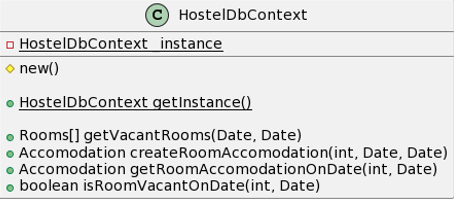 C HostelDbContext
HostelDbContext _instance
new()
HostelDbContext getInstance()
Rooms[] getVacantRooms(Date, Date)
Accomodation createRoomAccomodation(int, Date, Date)
Accomodation getRoomAccomodationOnDate(int, Date)
boolean isRoomVacantOnDate(int, Date)